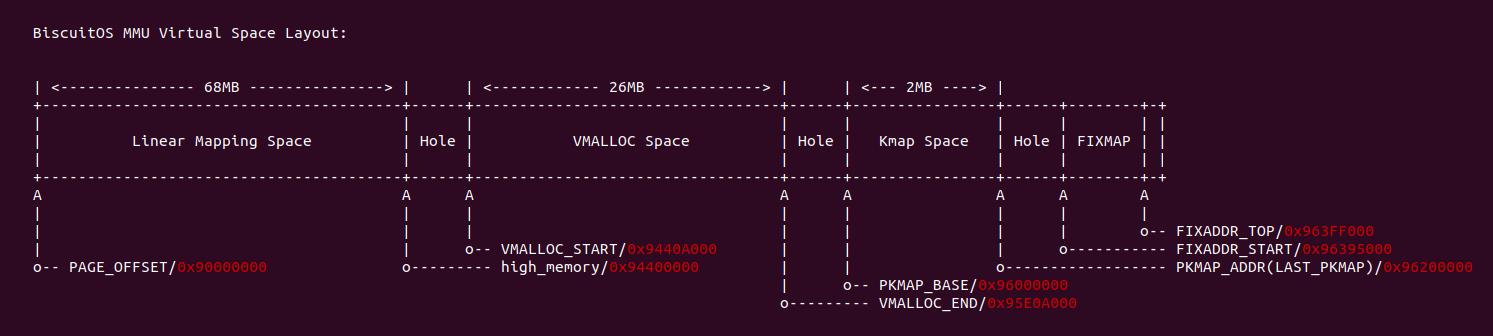 BiscuitOS MMU Virtual Space Layout:
| <--------------- 68MB ---------------> |      | <------------ 26MB ------------> |      | <--- 2MB ----> |
+----------------------------------------+------+----------------------------------+------+----------------+------+--------+-+
|                                        |      |                                  |      |                |      |        | |
|          Linear Mapping Space          | Hole |           VMALLOC Space          | Hole |   Kmap Space   | Hole | FIXMAP | |
|                                        |      |                                  |      |                |      |        | |
+----------------------------------------+------+----------------------------------+------+----------------+------+--------+-+
A                                        A      A                                  A      A                A      A        A
|                                        |      |                                  |      |                |      |        |
|                                        |      |                                  |      |                |      |        o-- FIXADDR_TOP/0x963FF000
|                                        |      o-- VMALLOC_START/0x9440A000       |      |                |      o----------- FIXADDR_START/0x96395000
o-- PAGE_OFFSET/0x90000000               o--------- high_memory/0x94400000         |      |                o------------------ PKMAP_ADDR(LAST_PKMAP)/0x96200000
                                                                                   |      o-- PKMAP_BASE/0x96000000
                                                                                   o--------- VMALLOC_END/0x95E0A000